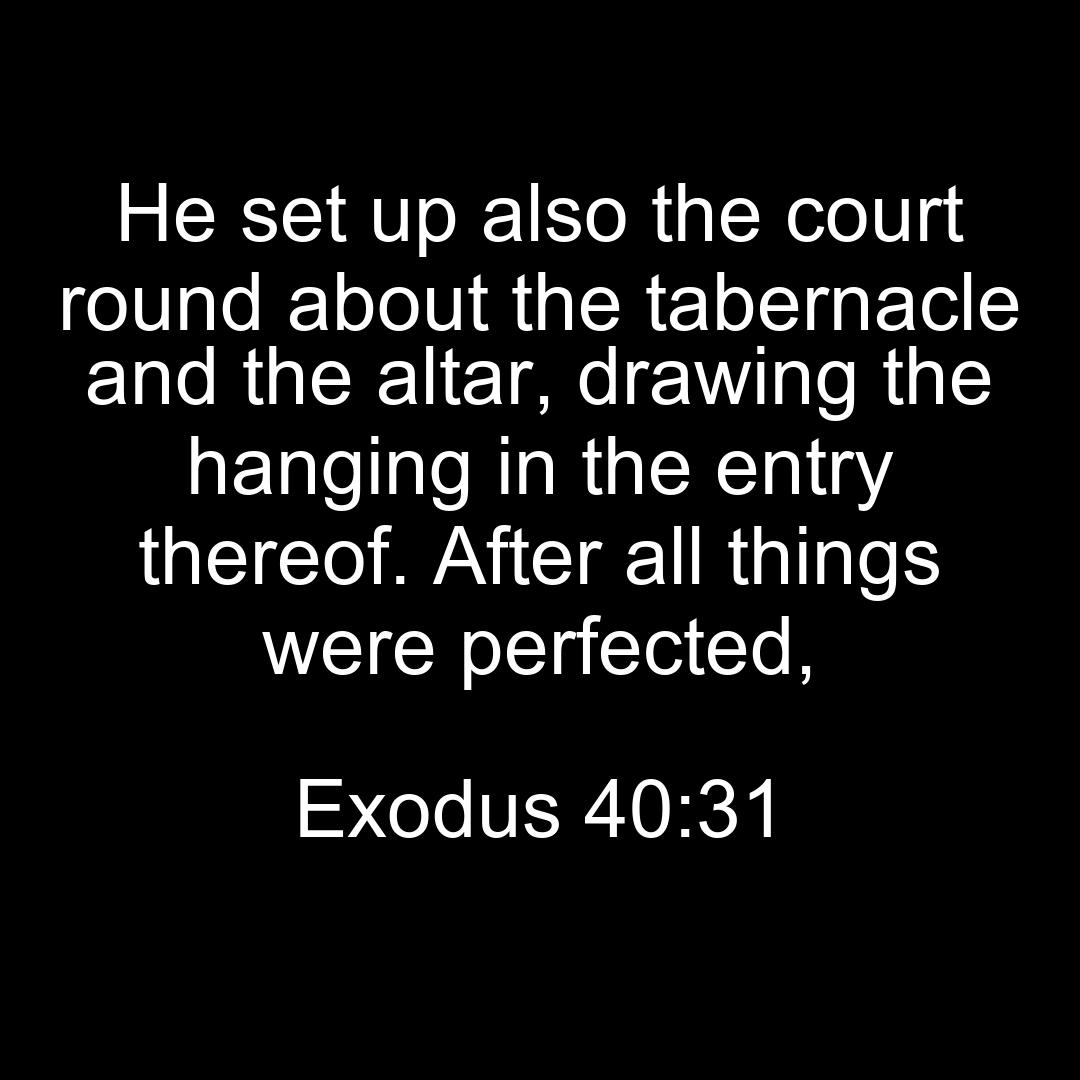 He set up also the court
round about the tabernacle
and the altar, drawing the
hanging in the entry
thereof. After all things
were perfected,
Exodus 40:31